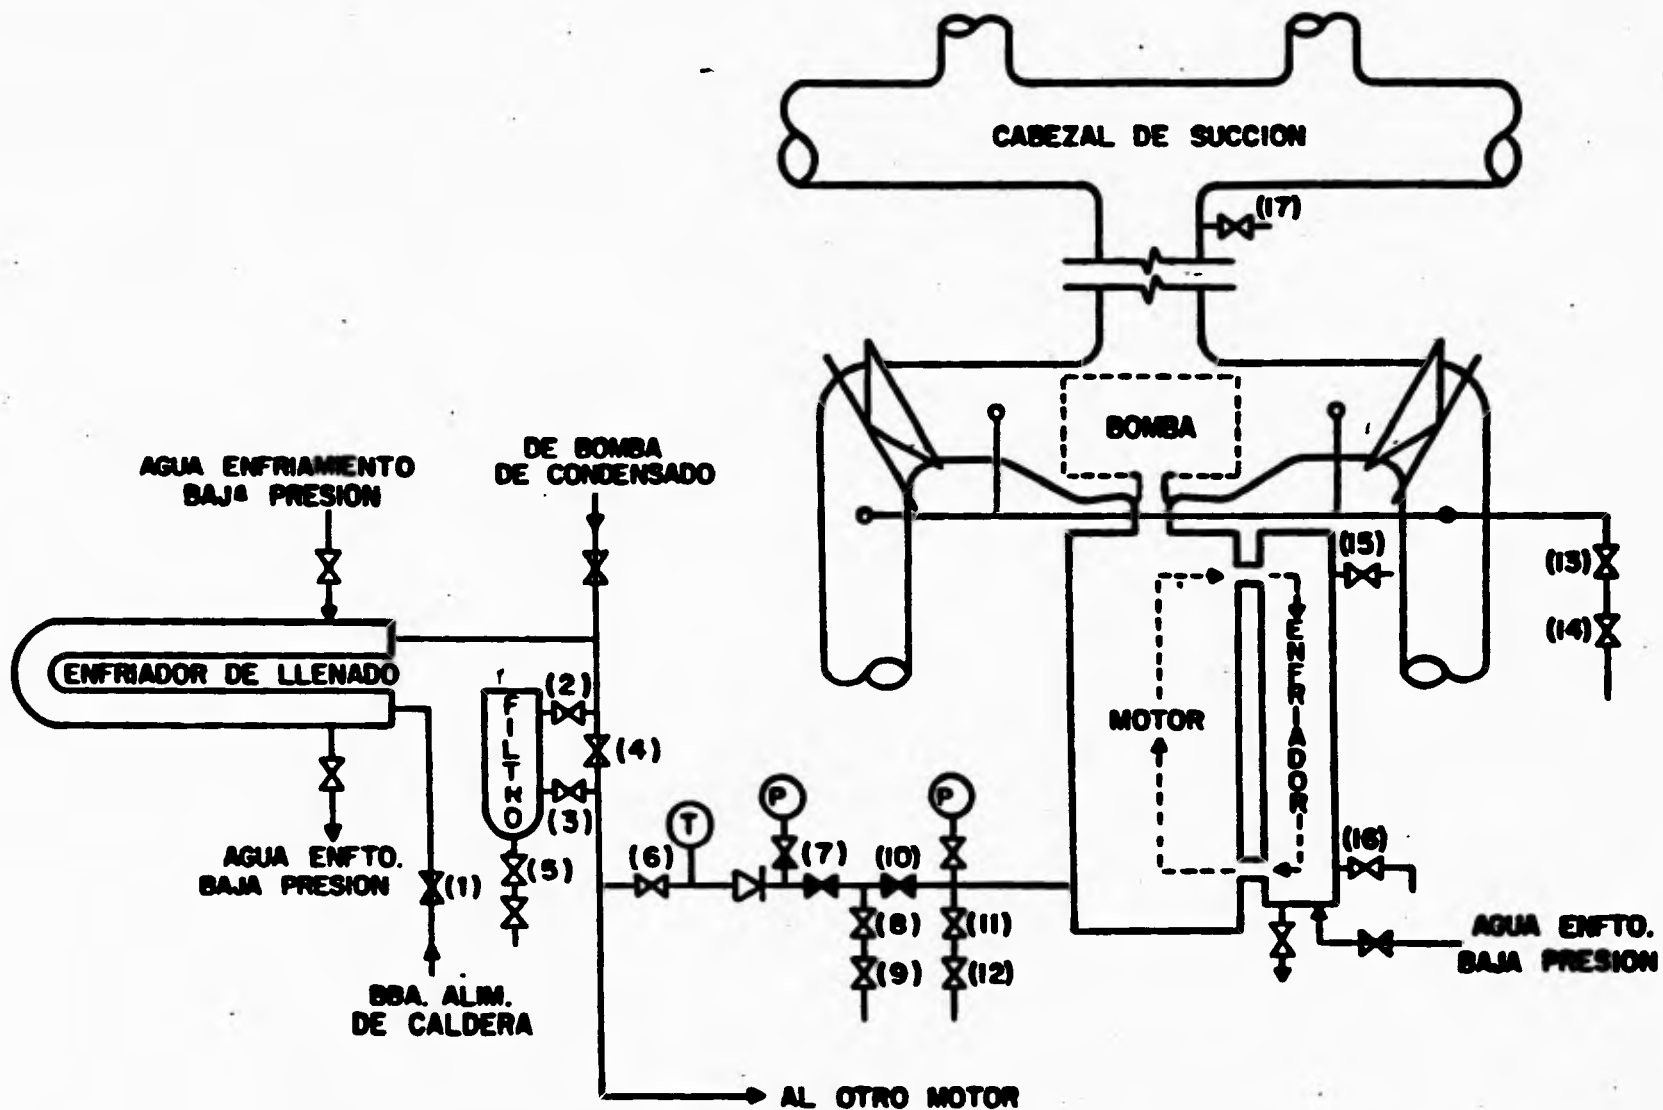 CABEZAL DE SUCCION
(17)
BOMBA
AGUA ENFRIAMIENTO
BAJA PRESION
DE BOMBA
DE CONDENSADO
(15)
(13)
(14)
ENFRIADOR DE LLENADO
(2)
FILTRO
(4)
(3)
(5)
MOTOR
ENFRIADOR
P
P
T
(6)
(7)
(10)
(16)
AGUA ENFTO.
BAJA PRESION
(1)
(8)
(11)
(9)
(12)
AGUA ENFTO.
BAJA PRESION
BBA. ALIM.
DE CALDERA
AL OTRO MOTOR